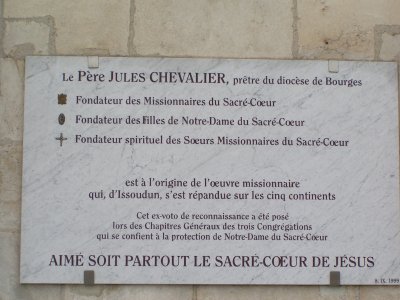 Le Père JULES CHEVALIER, prêtre du diocèse de Bourges
Fondateur des Missionnaires du Sacré-Cœur
Fondateur des Filles de Notre-Dame du Sacré-Cœur
Fondateur spirituel des Sœurs Missionnaires du Sacré-Cœur
est à l'origine de l'œuvre missionnaire
qui, d'Issoudun, s'est répandue sur les cinq continents
Cet ex-voto de reconnaissance a été posé
lors des Chapitres Généraux des trois Congrégations
qui se confient à la protection de Notre-Dame du Sacré-Cœur
AIMÉ SOIT PARTOUT LE SACRÉ-CŒUR DE JÉSUS
8. IX. 1999